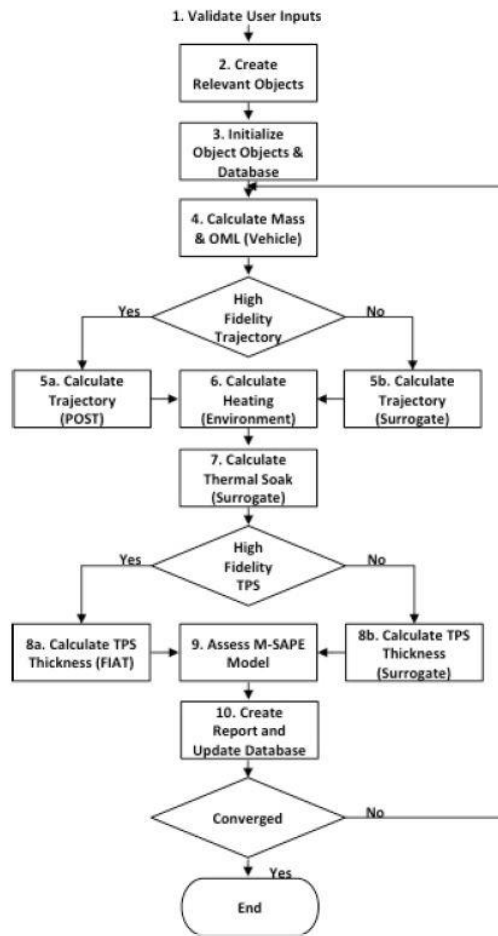 1. Validate User Inputs
2. Create
Relevant Objects
3. Initialize
Object Objects &
Database
4. Calculate Mass
& OML (Vehicle)
High
Fidelity
Trajectory
Yes
No
5a. Calculate
Trajectory
(POST)
6. Calculate
Heating
(Environment)
5b. Calculate
Trajectory
(Surrogate)
7. Calculate
Thermal Soak
(Surrogate)
High
Fidelity
TPS
Yes
No
8a. Calculate TPS
Thickness (FIAT)
9. Assess M-SAPE
Model
8b. Calculate TPS
Thickness
(Surrogate)
10. Create
Report and
Update Database
Converged
No
Yes
End